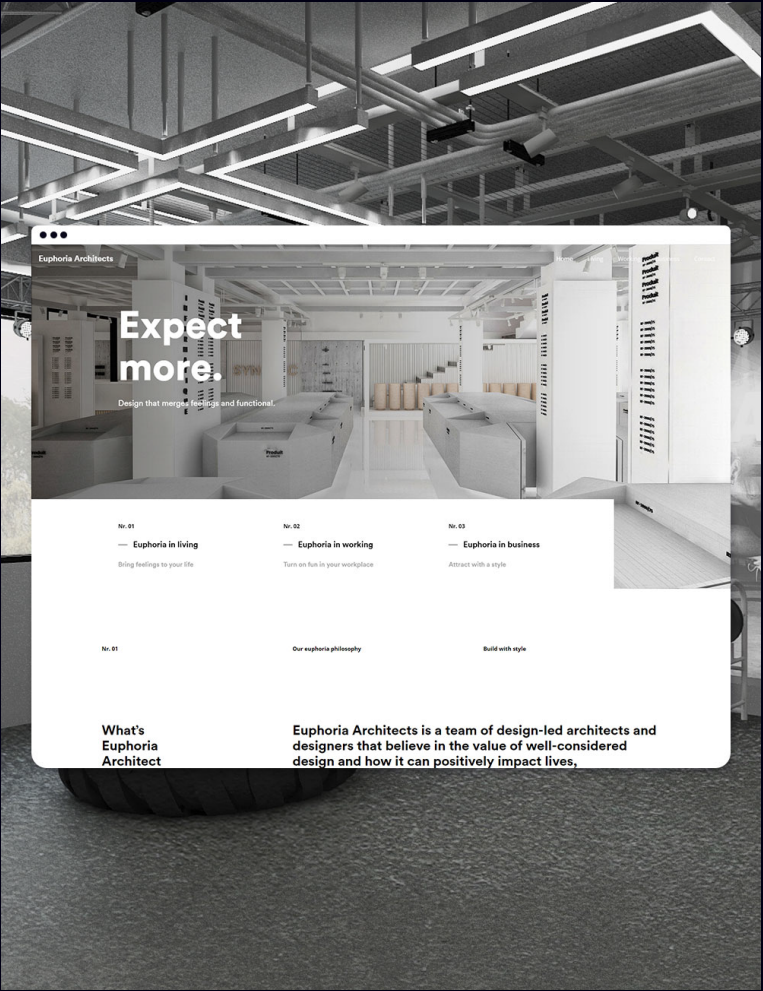 Euphoria Architects
Home
Expect
more.
Design that merges feelings and functional.
Produkt
Produkt
Nr. 01
Nr. 02
Nr. 03
Euphoria in living
Euphoria in working
Euphoria in business
Bring feelings to your life
Turn on fun in your workplace
Attract with a style
Nr. 01
Our euphoria philosophy
Build with style
What's
Euphoria
Architect
Euphoria Architects is a team of design-led architects and
designers that believe in the value of well-considered
design and how it can positively impact lives,